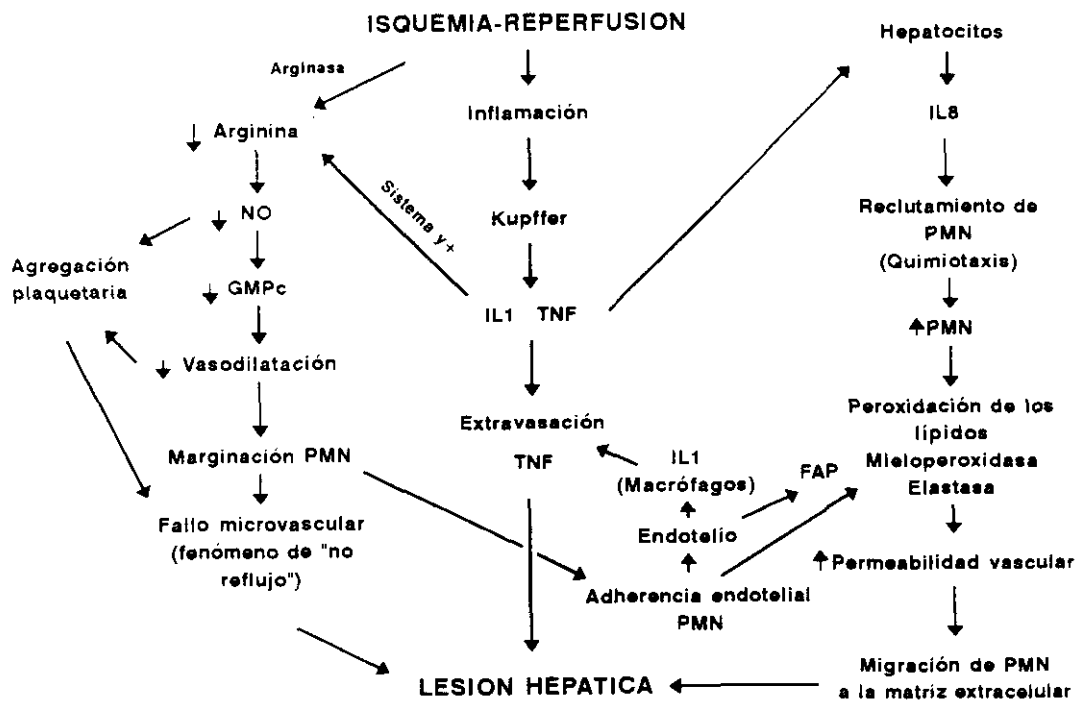 ISQUEMIA-REPERFUSION
Arginasa
↓ Arginina
↓ NO
↓ GMPc
Agregación
plaquetaria
↓ Vasodilatación
Marginación PMN
Fallo microvascular
(fenómeno de "no
reflujo")
Inflamación
Kupffer
Sistema y+
IL1 TNF
Extravasación
TNF
IL1
(Macrófagos)
FAP
Endotelio
Adherencia endotelial
PMN
Hepatocitos
IL8
Reclutamiento de
PMN
(Quimiotaxis)
↑PMN
Peroxidación de los
lípidos
Mieloperoxidasa
Elastasa
↑Permeabilidad vascular
Migración de PMN
a la matríz extracelular
LESION HEPATICA